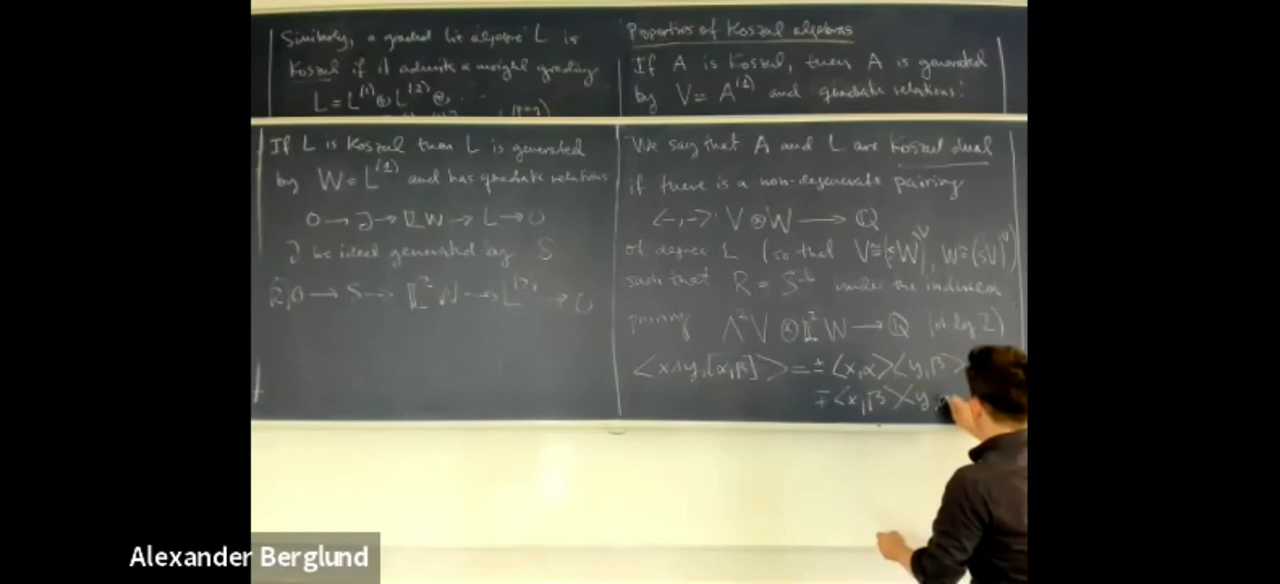 Similarly, a graded Lie algebra L is
Koszul if it admits a weight grading
L = L^{(1)} ⊕ L^{(2)} ⊕ ...
Properties of Koszul algebras
If A is Koszul, then A is generated
by V = A^{(1)} and quadratic relations:
If L is Koszul then L is generated
by W = L^{(1)} and has quadratic relations
0 → J → 𝕃W → L → 0
J the ideal generated by S
0 → S → 𝕃²W → → 0
We say that A and L are Koszul dual
if there is a non-degenerate pairing
<-,->: V ⊗ W → ℚ
of degree 1 (so that V ≅ (sW)^∨, W ≅ (sV)^∨)
such that R = S^⊥ under the induced
pairing Λ²V ⊗ 𝕃²W → ℚ (of deg 2)
<x∧y, [α,β]> = ± <x,α><y,β>
∓ <x,β><y,
Alexander Berglund